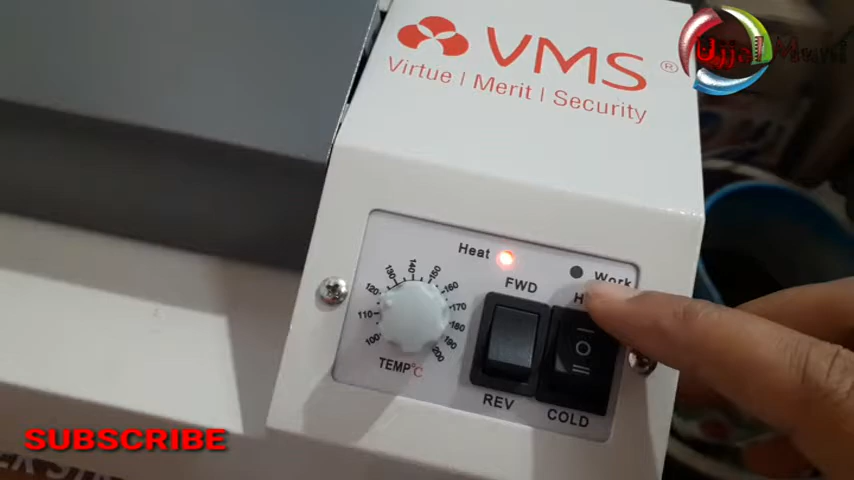 VMS®
Virtue | Merit | Security
Heat
Work
FWD
100
110
120
130
140
150
160
170
180
190
200
TEMP°C
REV
COLD
SUBSCRIBE